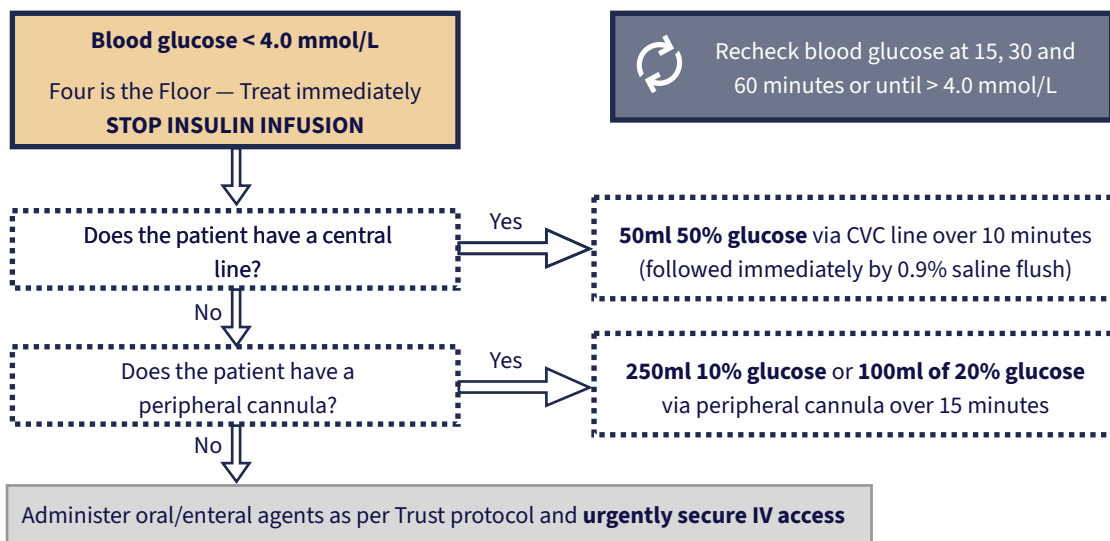 Blood glucose < 4.0 mmol/L
Four is the Floor — Treat immediately
STOP INSULIN INFUSION
Recheck blood glucose at 15, 30 and
60 minutes or until > 4.0 mmol/L
Does the patient have a central
line?
Yes
50ml 50% glucose via CVC line over 10 minutes
(followed immediately by 0.9% saline flush)
No
Does the patient have a
peripheral cannula?
Yes
250ml 10% glucose or 100ml of 20% glucose
via peripheral cannula over 15 minutes
No
Administer oral/enteral agents as per Trust protocol and urgently secure IV access